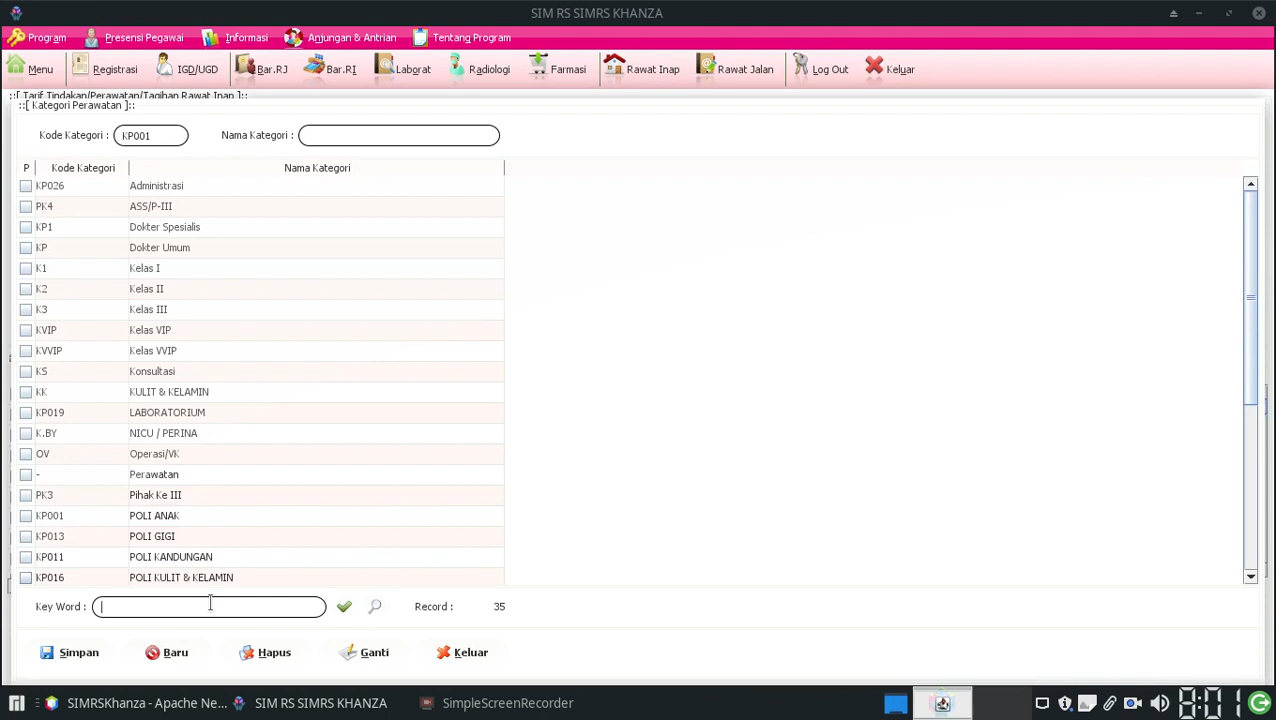 SIM RS SIMRS KHANZA
Program Presensi Pegawai Informasi Anjungan & Antrian Tentang Program
Menu Registrasi IGD/UGD Bar.RJ Bar.RI Laborat Radiologi Farmasi Rawat Inap Rawat Jalan Log Out Keluar
::[ Tarif Tindakan/Perawatan/Tagihan Rawat Inap ]::
::[ Kategori Perawatan ]::
Kode Kategori : KP001 Nama Kategori :
P Kode Kategori Nama Kategori
KP026 Administrasi
PK4 ASS/P-III
KP1 Dokter Spesialis
KP Dokter Umum
K1 Kelas I
K2 Kelas II
K3 Kelas III
KVIP Kelas VIP
KVVIP Kelas VVIP
KS Konsultasi
KK KULIT & KELAMIN
KP019 LABORATORIUM
K.BY NICU / PERINA
OV Operasi/VK
- Perawatan
PK3 Pihak Ke III
KP001 POLI ANAK
KP013 POLI GIGI
KP011 POLI KANDUNGAN
KP016 POLI KULIT & KELAMIN
Key Word : Record : 35
Simpan Baru Hapus Ganti Keluar
SIMRSKhanza - Apache Ne... SIM RS SIMRS KHANZA SimpleScreenRecorder 8:01